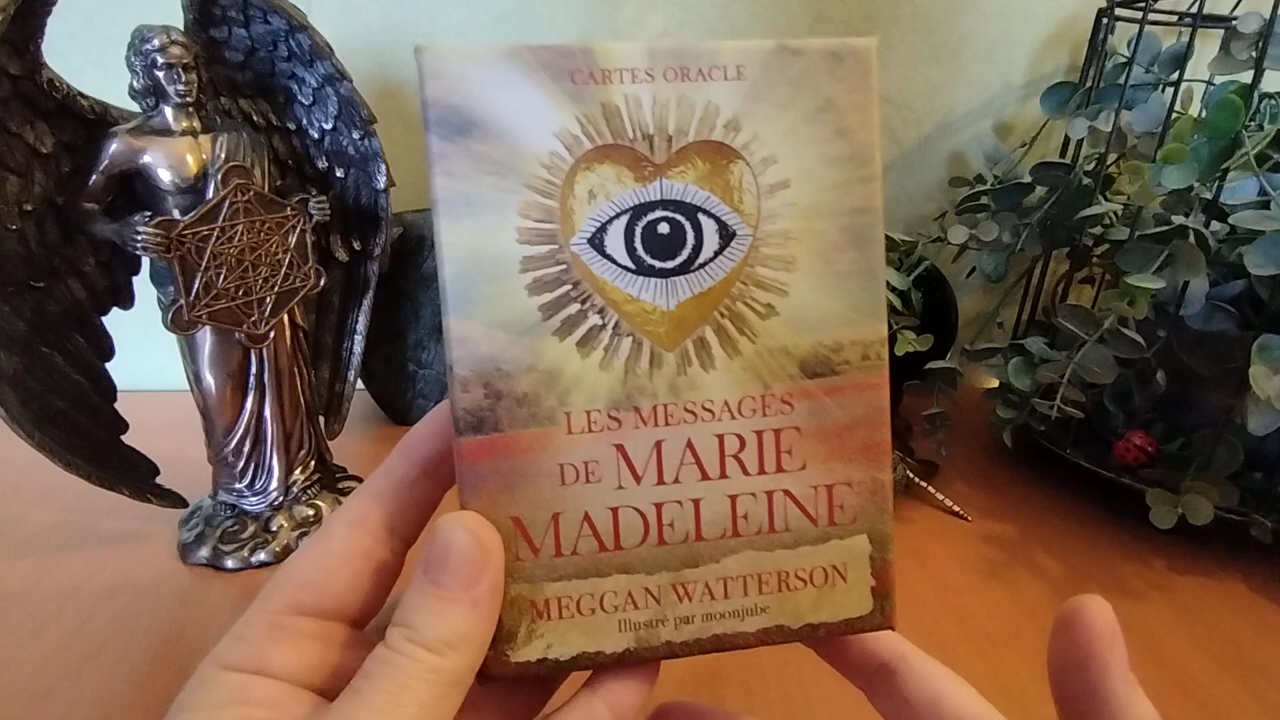 CARTES ORACLE
LES MESSAGES
DE MARIE
MADELEINE
MEGGAN WATTERSON
Illustré par moonjube